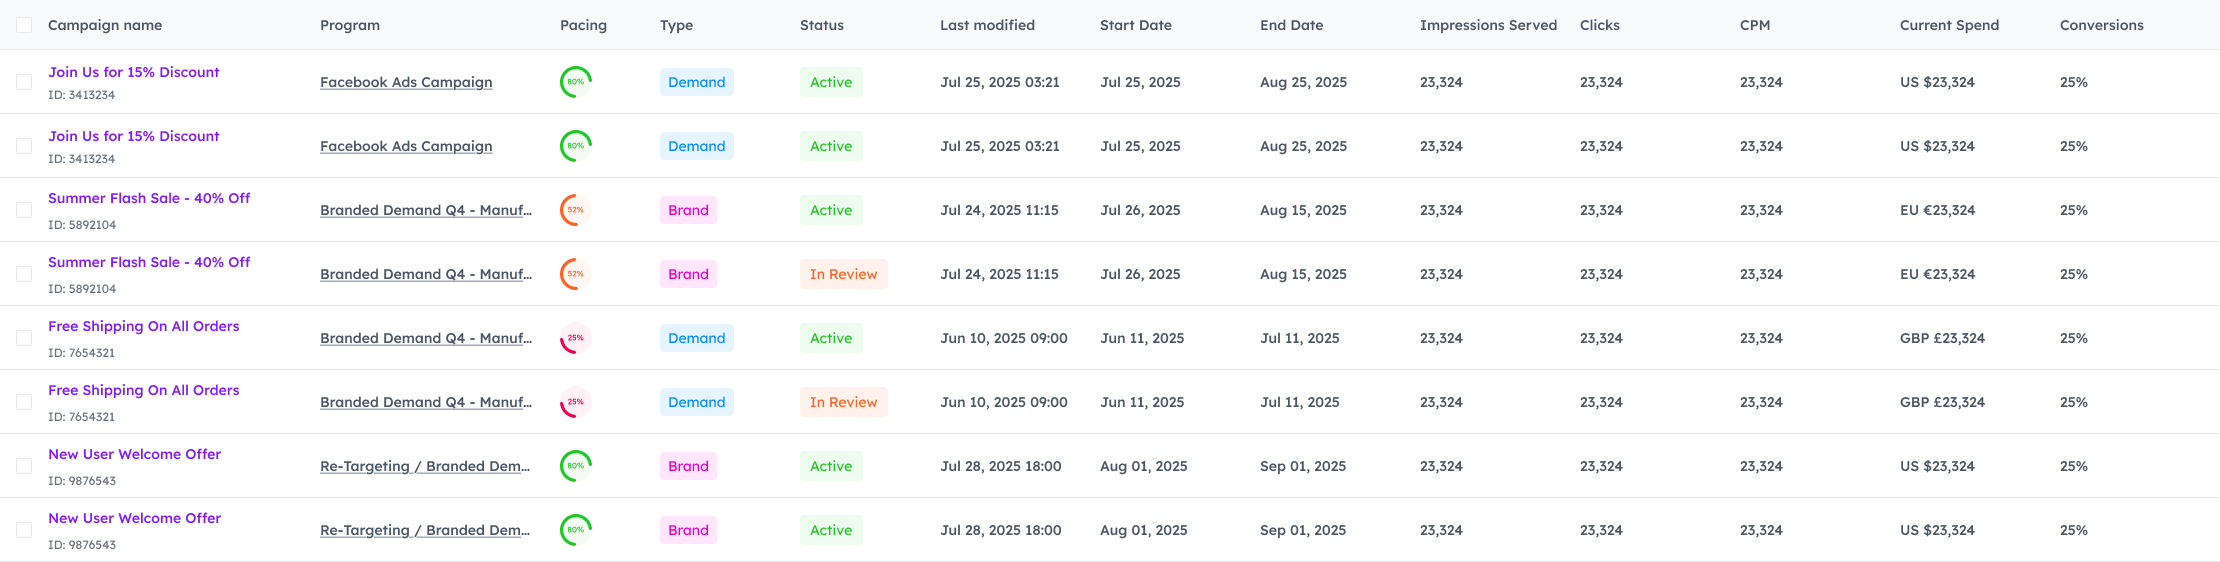 Campaign name Program Pacing Type Status Last modified Start Date End Date Impressions Served Clicks CPM Current Spend Conversions
Join Us for 15% Discount
ID: 3413234
Facebook Ads Campaign 80% Demand Active Jul 25, 2025 03:21 Jul 25, 2025 Aug 25, 2025 23,324 23,324 23,324 US $23,324 25%
Join Us for 15% Discount
ID: 3413234
Facebook Ads Campaign 80% Demand Active Jul 25, 2025 03:21 Jul 25, 2025 Aug 25, 2025 23,324 23,324 23,324 US $23,324 25%
Summer Flash Sale - 40% Off
ID: 5892104
Branded Demand Q4 - Manuf... 52% Brand Active Jul 24, 2025 11:15 Jul 26, 2025 Aug 15, 2025 23,324 23,324 23,324 EU €23,324 25%
Summer Flash Sale - 40% Off
ID: 5892104
Branded Demand Q4 - Manuf... 52% Brand In Review Jul 24, 2025 11:15 Jul 26, 2025 Aug 15, 2025 23,324 23,324 23,324 EU €23,324 25%
Free Shipping On All Orders
ID: 7654321
Branded Demand Q4 - Manuf... 25% Demand Active Jun 10, 2025 09:00 Jun 11, 2025 Jul 11, 2025 23,324 23,324 23,324 GBP £23,324 25%
Free Shipping On All Orders
ID: 7654321
Branded Demand Q4 - Manuf... 25% Demand In Review Jun 10, 2025 09:00 Jun 11, 2025 Jul 11, 2025 23,324 23,324 23,324 GBP £23,324 25%
New User Welcome Offer
ID: 9876543
Re-Targeting / Branded Dem... 80% Brand Active Jul 28, 2025 18:00 Aug 01, 2025 Sep 01, 2025 23,324 23,324 23,324 US $23,324 25%
New User Welcome Offer
ID: 9876543
Re-Targeting / Branded Dem... 80% Brand Active Jul 28, 2025 18:00 Aug 01, 2025 Sep 01, 2025 23,324 23,324 23,324 US $23,324 25%